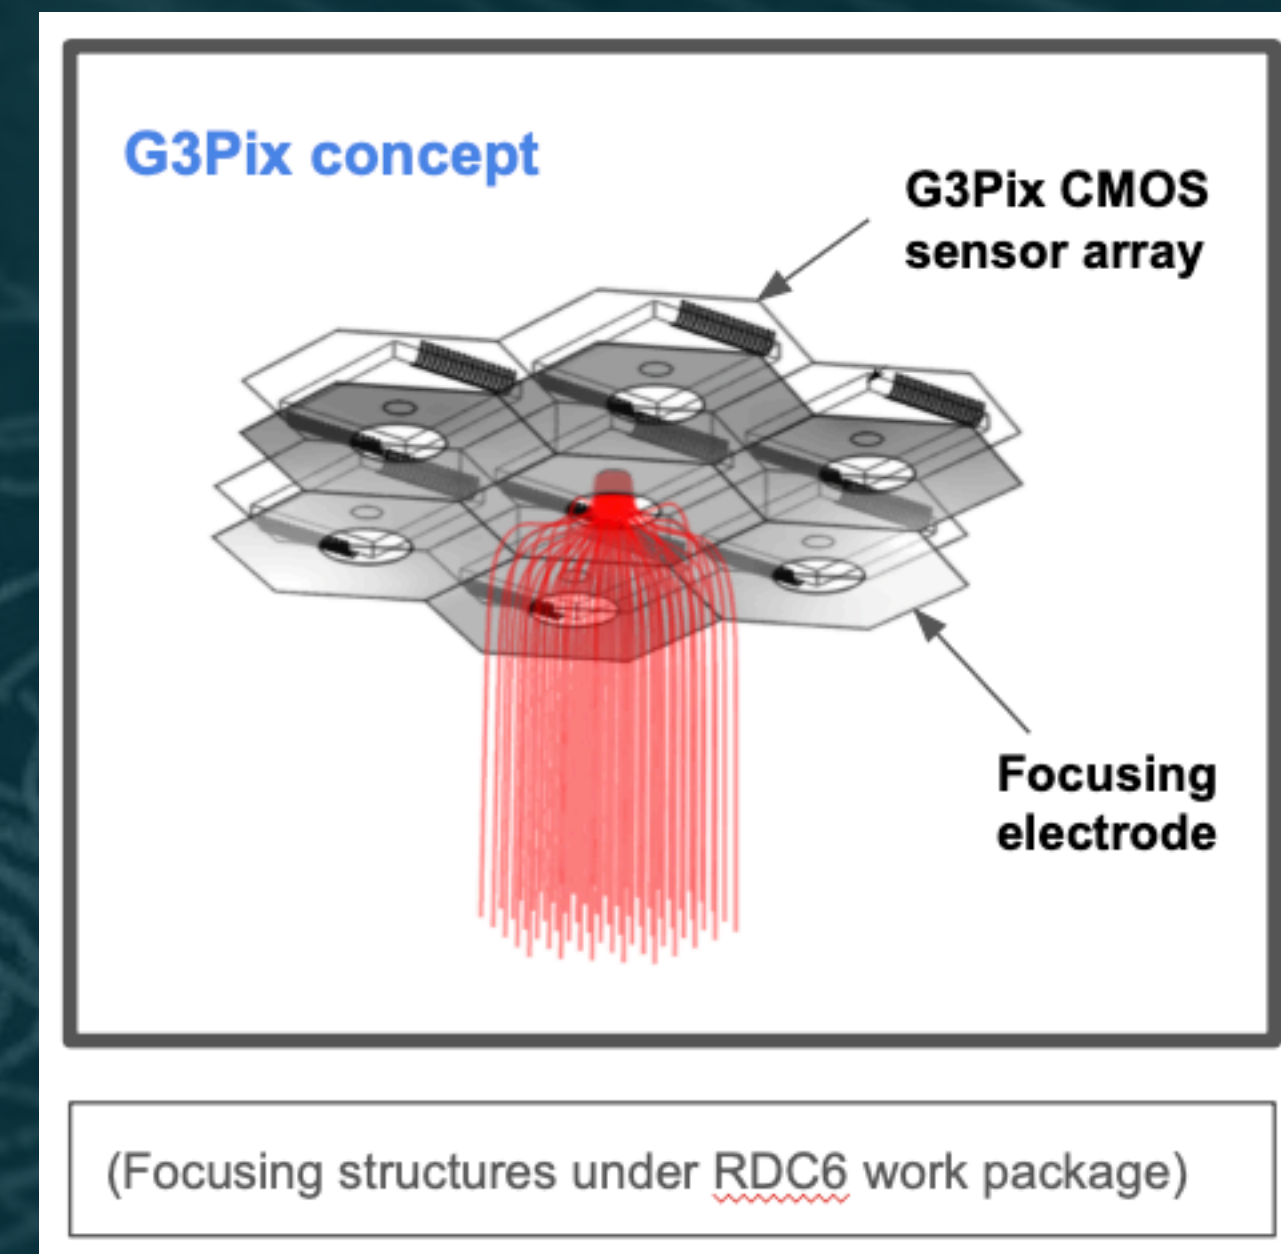 G3Pix concept
G3Pix CMOS
sensor array
Focusing
electrode
(Focusing structures under RDC6 work package)